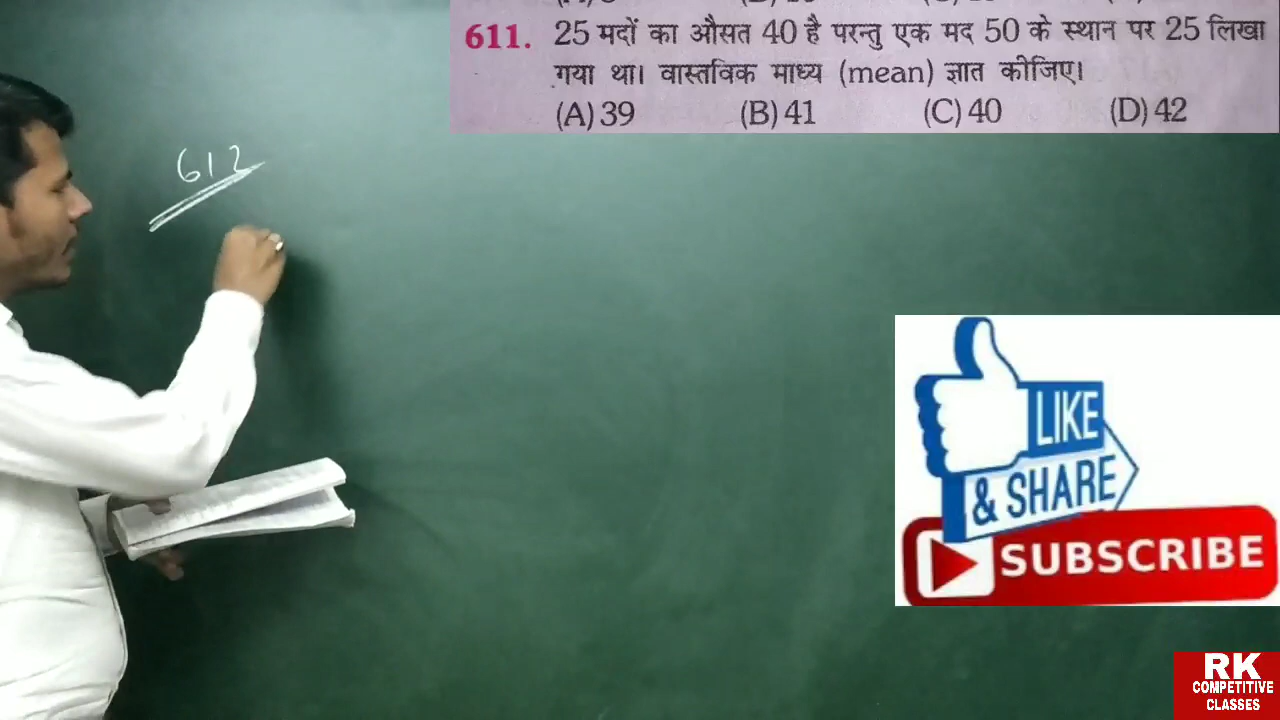 611. 25 मदों का औसत 40 है परन्तु एक मद 50 के स्थान पर 25 लिखा
गया था। वास्तविक माध्य (mean) ज्ञात कीजिए।
(A) 39 (B) 41 (C) 40 (D) 42
612
LIKE
& SHARE
SUBSCRIBE
RK
COMPETITIVE
CLASSES